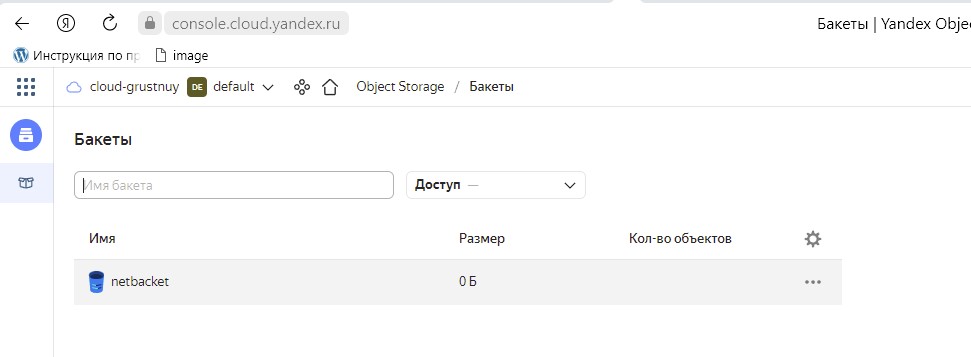 console.cloud.yandex.ru
Бакеты | Yandex Objec
Инструкция по пр
image
cloud-grustnuy DE default
Object Storage / Бакеты
Бакеты
Имя бакета
Доступ —
Имя Размер Кол-во объектов
netbacket 0 Б